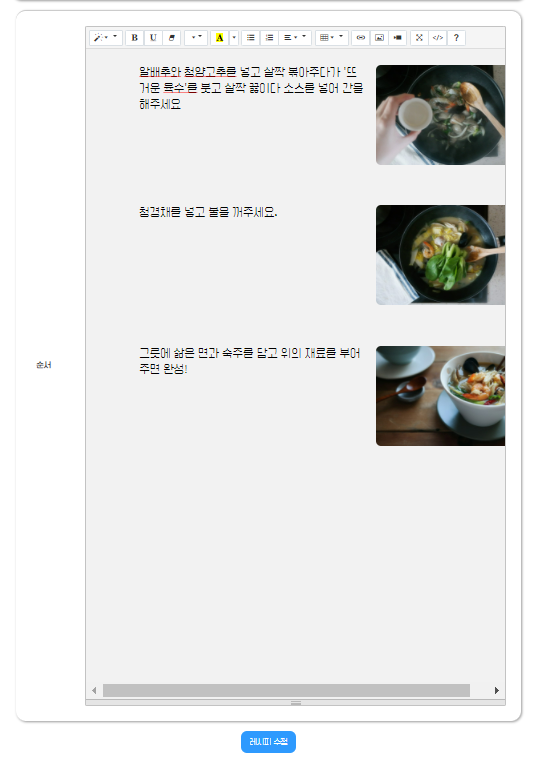 B U A </> ?
알배추와 청양고추를 넣고 살짝 볶아주다가 '뜨
거운 육수'를 붓고 살짝 끓이다 소스를 넣어 간을
해주세요
청경채를 넣고 불을 꺼주세요.
순서
그릇에 삶은 면과 숙주를 담고 위의 재료를 부어
주면 완성!
레시피 수정